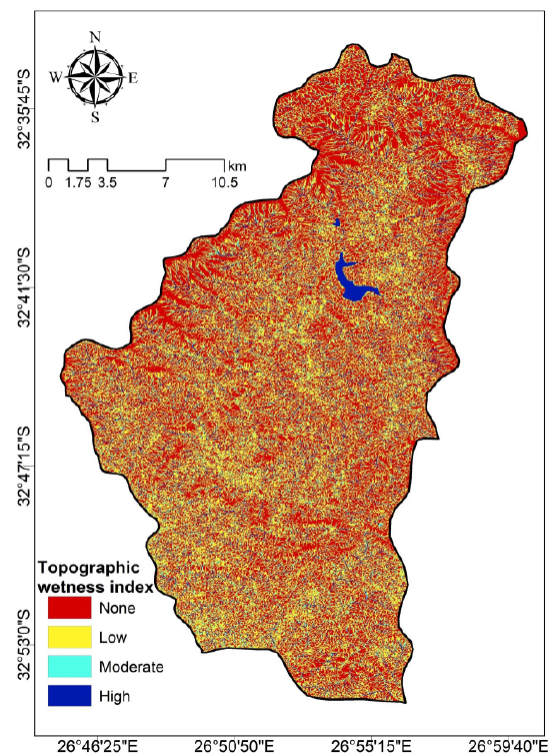 N
W E
S
km
0 1.75 3.5 7 10.5
32°35'45"S
32°41'30"S
32°47'15"S
32°53'0"S
Topographic
wetness index
None
Low
Moderate
High
26°46'25"E 26°50'50"E 26°55'15"E 26°59'40"E